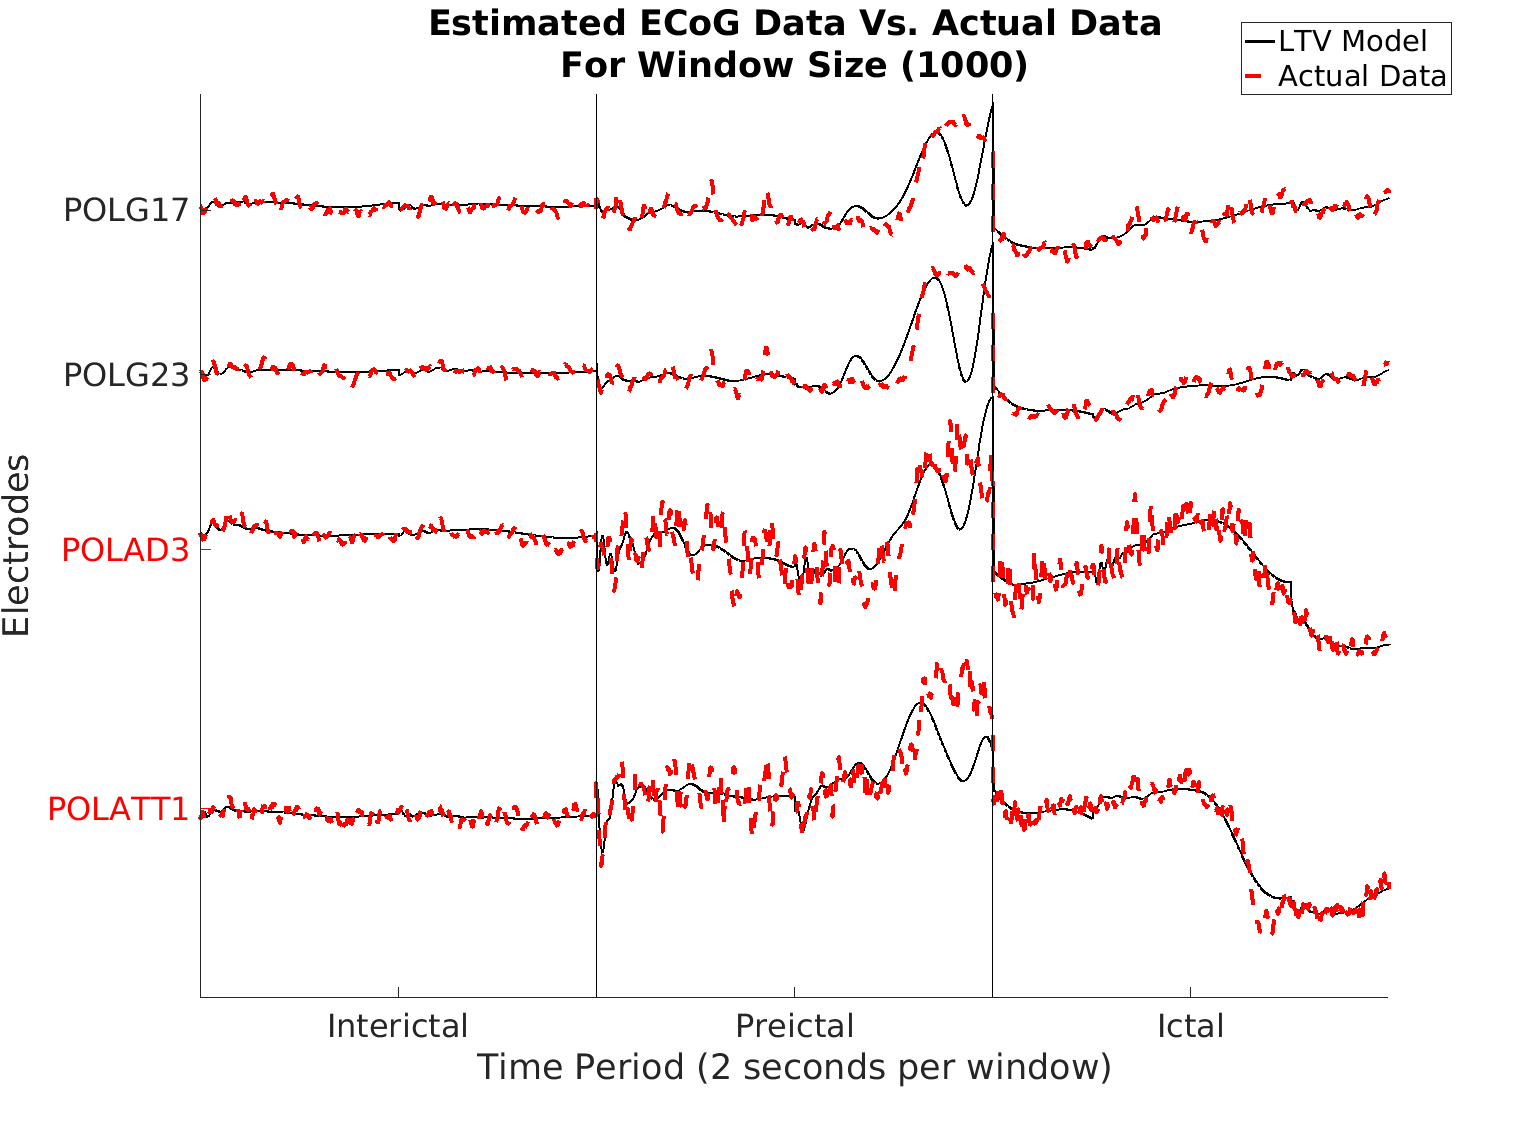 Estimated ECoG Data Vs. Actual Data
For Window Size (1000)
LTV Model
Actual Data
POLG17
POLG23
POLAD3
POLATT1
Electrodes
Interictal
Preictal
Ictal
Time Period (2 seconds per window)